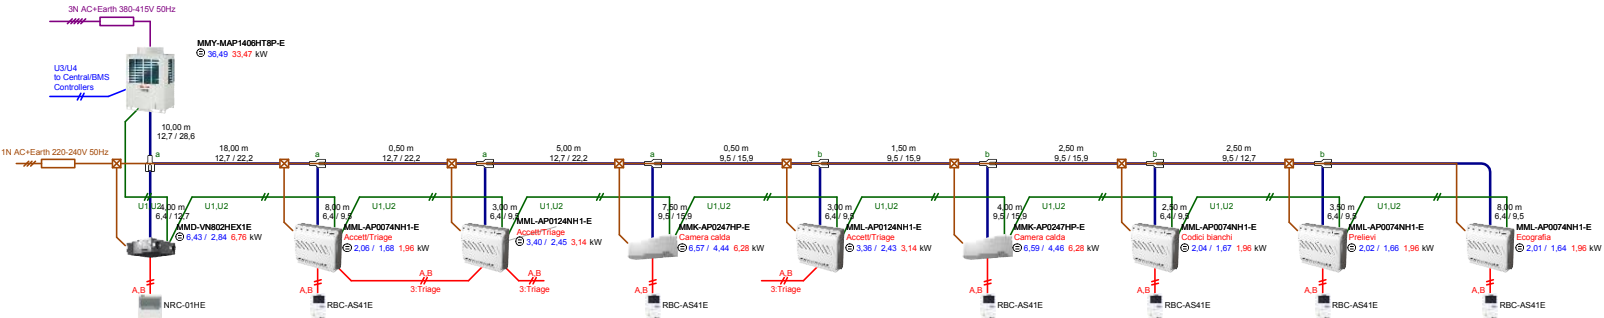 3N AC+Earth 380-415V 50Hz
MMY-MAP1406HT8P-E
36,49 33,47 kW
U3/U4
to Central/BMS
Controllers
10,00 m
12,7 / 28,6
1N AC+Earth 220-240V 50Hz
a
18,00 m
12,7 / 22,2
a
0,50 m
12,7 / 22,2
a
5,00 m
12,7 / 22,2
a
0,50 m
9,5 / 15,9
b
1,50 m
9,5 / 15,9
b
2,50 m
9,5 / 15,9
b
2,50 m
9,5 / 12,7
b
U1,U2
4,00 m
6,4 / 12,7
MMD-VN802HEX1E
6,43 / 2,84 6,76 kW
A,B
NRC-01HE
U1,U2
8,00 m
6,4 / 9,5
MML-AP0074NH1-E
Accett/Triage
2,06 / 1,68 1,96 kW
A,B
RBC-AS41E
U1,U2
3,00 m
6,4 / 9,5
MML-AP0124NH1-E
Accett/Triage
3,40 / 2,45 3,14 kW
A,B
3:Triage
A,B
3:Triage
U1,U2
7,50 m
9,5 / 15,9
MMK-AP0247HP-E
Camera calda
6,57 / 4,44 6,28 kW
A,B
RBC-AS41E
U1,U2
3,00 m
6,4 / 9,5
MML-AP0124NH1-E
Accett/Triage
3,36 / 2,43 3,14 kW
A,B
3:Triage
U1,U2
4,00 m
9,5 / 15,9
MMK-AP0247HP-E
Camera calda
6,59 / 4,46 6,28 kW
A,B
RBC-AS41E
U1,U2
2,50 m
6,4 / 9,5
MML-AP0074NH1-E
Codici bianchi
2,04 / 1,67 1,96 kW
A,B
RBC-AS41E
U1,U2
3,50 m
6,4 / 9,5
MML-AP0074NH1-E
Prelievi
2,02 / 1,66 1,96 kW
A,B
RBC-AS41E
U1,U2
8,00 m
6,4 / 9,5
MML-AP0074NH1-E
Ecografia
2,01 / 1,64 1,96 kW
A,B
RBC-AS41E